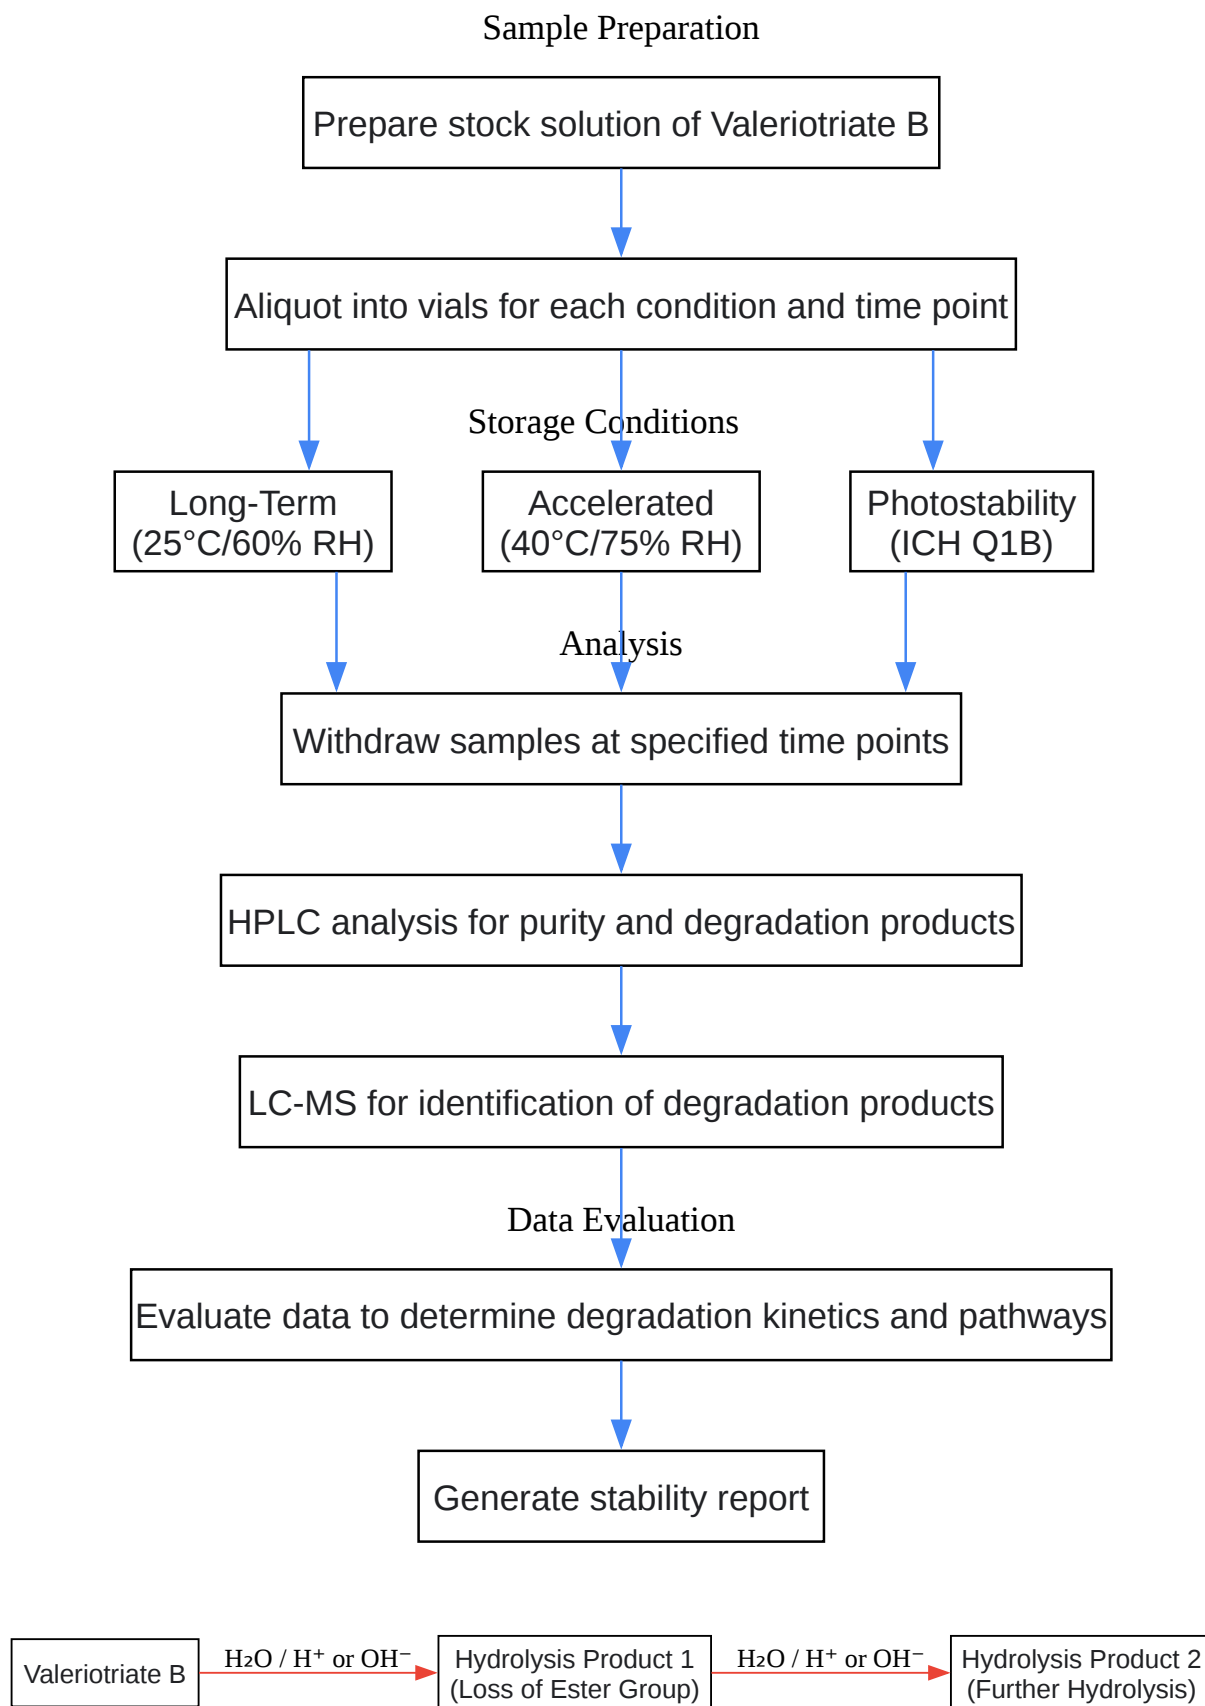 Sample Preparation
Prepare stock solution of Valeriotriate B
Aliquot into vials for each condition and time point
Storage Conditions
Long-Term
(25°C/60% RH)
Accelerated
(40°C/75% RH)
Photostability
(ICH Q1B)
Analysis
Withdraw samples at specified time points
HPLC analysis for purity and degradation products
LC-MS for identification of degradation products
Data Evaluation
Evaluate data to determine degradation kinetics and pathways
Generate stability report
Valeriotriate B
H₂O / H⁺ or OH⁻
Hydrolysis Product 1
(Loss of Ester Group)
H₂O / H⁺ or OH⁻
Hydrolysis Product 2
(Further Hydrolysis)